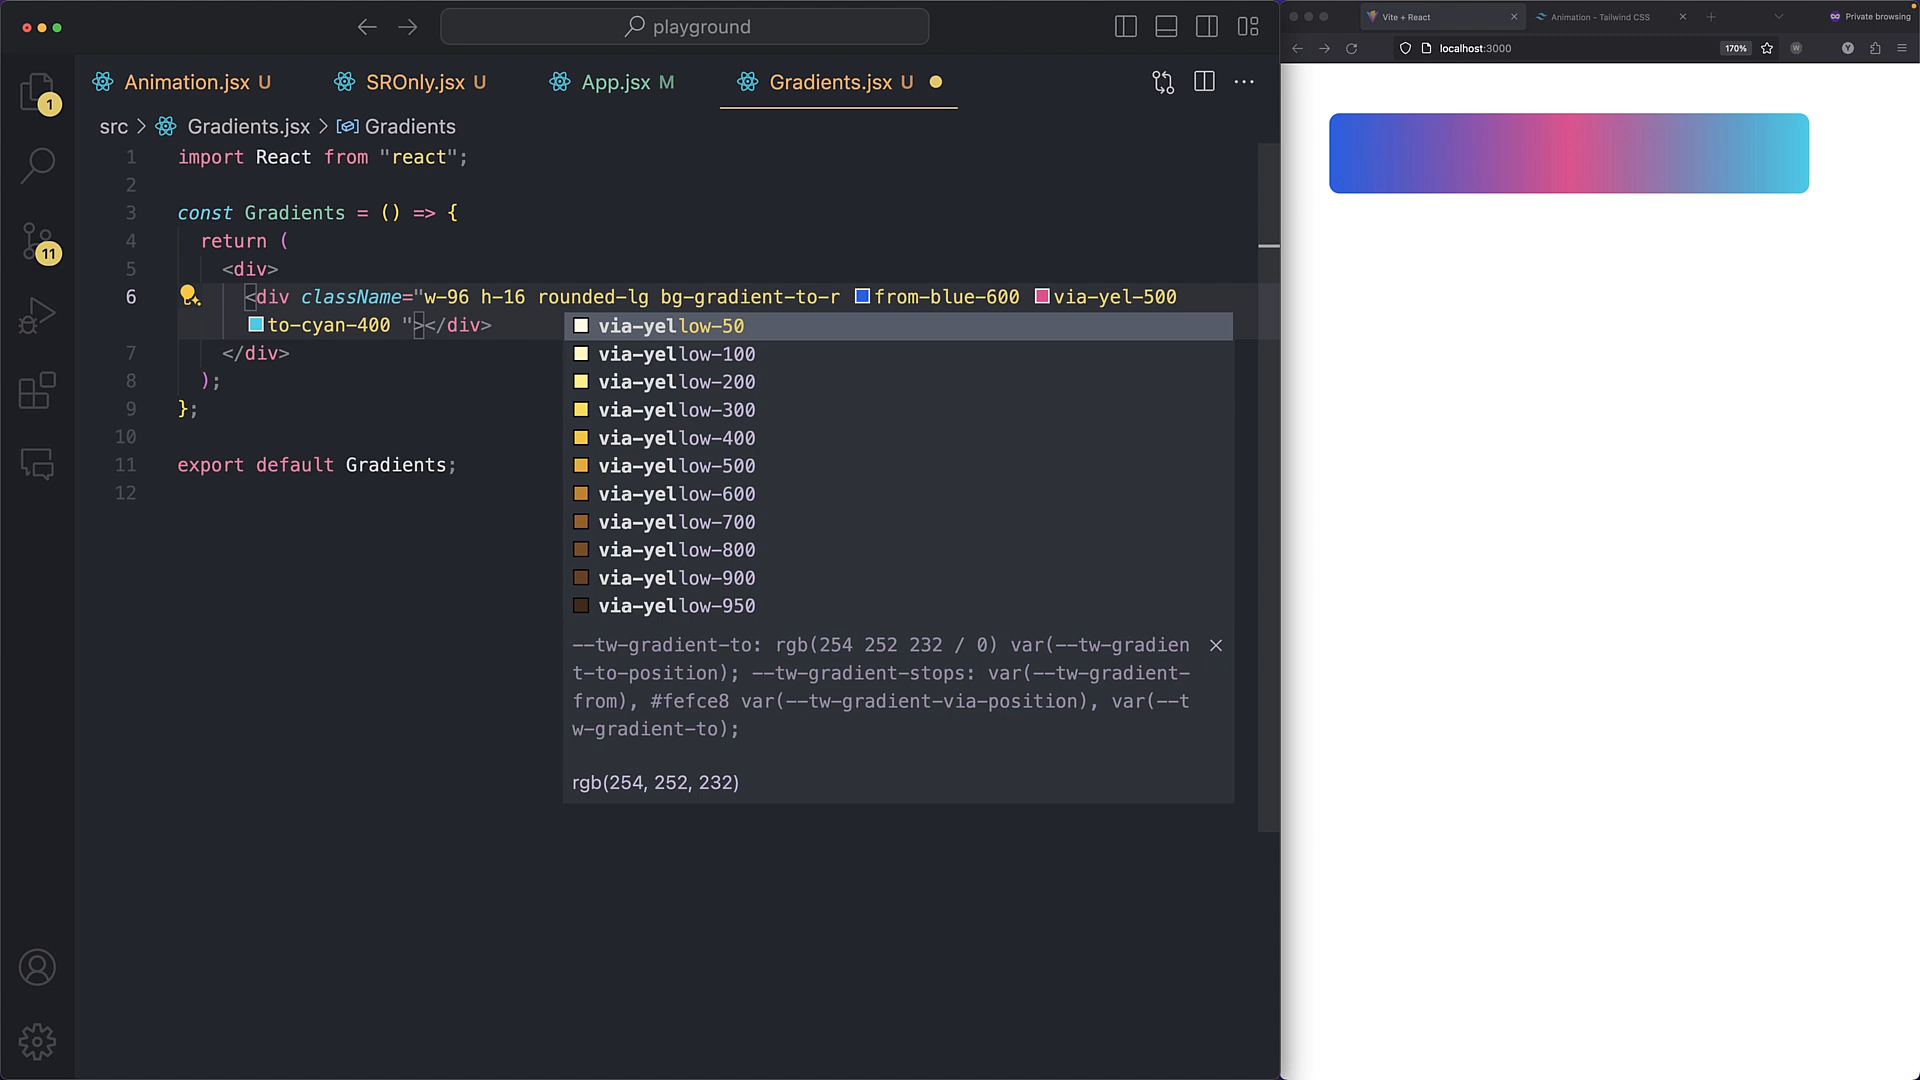 playground
Vite + React
Animation - Tailwind CSS
Private browsing
localhost:3000
170%
W
Y
Animation.jsx U
SROnly.jsx U
App.jsx M
Gradients.jsx U
src > Gradients.jsx > Gradients
1
11
1 import React from "react";
2
3 const Gradients = () => {
4 return (
5 <div>
6 <div className="w-96 h-16 rounded-lg bg-gradient-to-r from-blue-600 via-yel-500
to-cyan-400 "></div>
7 </div>
8 );
9 };
10
11 export default Gradients;
12
via-yellow-50
via-yellow-100
via-yellow-200
via-yellow-300
via-yellow-400
via-yellow-500
via-yellow-600
via-yellow-700
via-yellow-800
via-yellow-900
via-yellow-950
--tw-gradient-to: rgb(254 252 232 / 0) var(--tw-gradien
t-to-position); --tw-gradient-stops: var(--tw-gradient-
from), #fefce8 var(--tw-gradient-via-position), var(--t
w-gradient-to);
rgb(254, 252, 232)